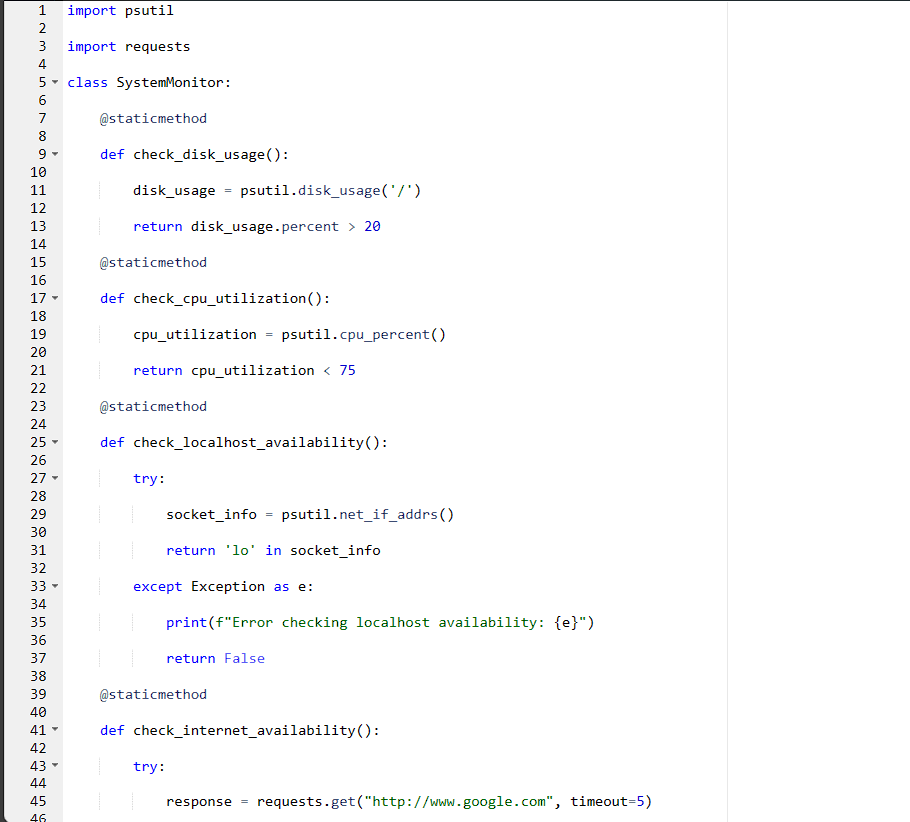 1 import psutil
2
3 import requests
4
5 class SystemMonitor:
6
7 @staticmethod
8
9 def check_disk_usage():
10
11 disk_usage = psutil.disk_usage('/')
12
13 return disk_usage.percent > 20
14
15 @staticmethod
16
17 def check_cpu_utilization():
18
19 cpu_utilization = psutil.cpu_percent()
20
21 return cpu_utilization < 75
22
23 @staticmethod
24
25 def check_localhost_availability():
26
27 try:
28
29 socket_info = psutil.net_if_addrs()
30
31 return 'lo' in socket_info
32
33 except Exception as e:
34
35 print(f"Error checking localhost availability: {e}")
36
37 return False
38
39 @staticmethod
40
41 def check_internet_availability():
42
43 try:
44
45 response = requests.get("http://www.google.com", timeout=5)
46